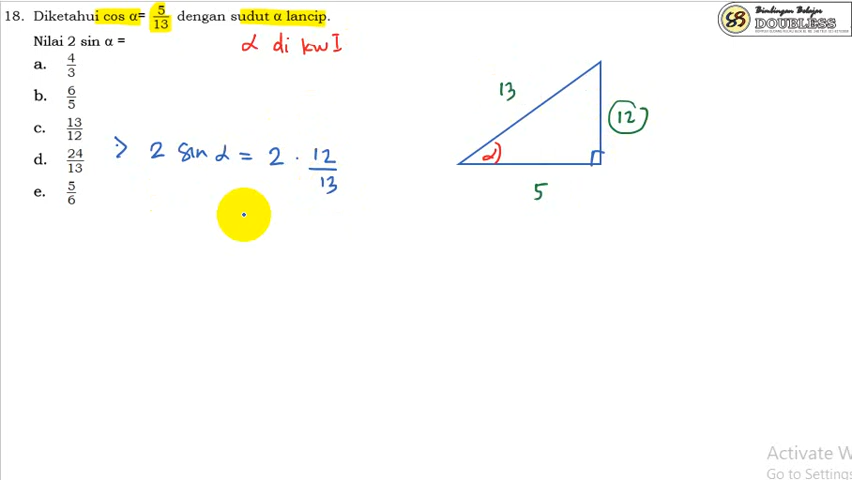 18. Diketahui cos α= 5/13 dengan sudut α lancip.
Nilai 2 sin α =
α di kw I
a. 4/3
b. 6/5
c. 13/12
d. 24/13
e. 5/6
2 sin α = 2 . 12/13
13
12
α
5
Bimbingan Belajar
DOUBLESS
Activate W
Go to Settings